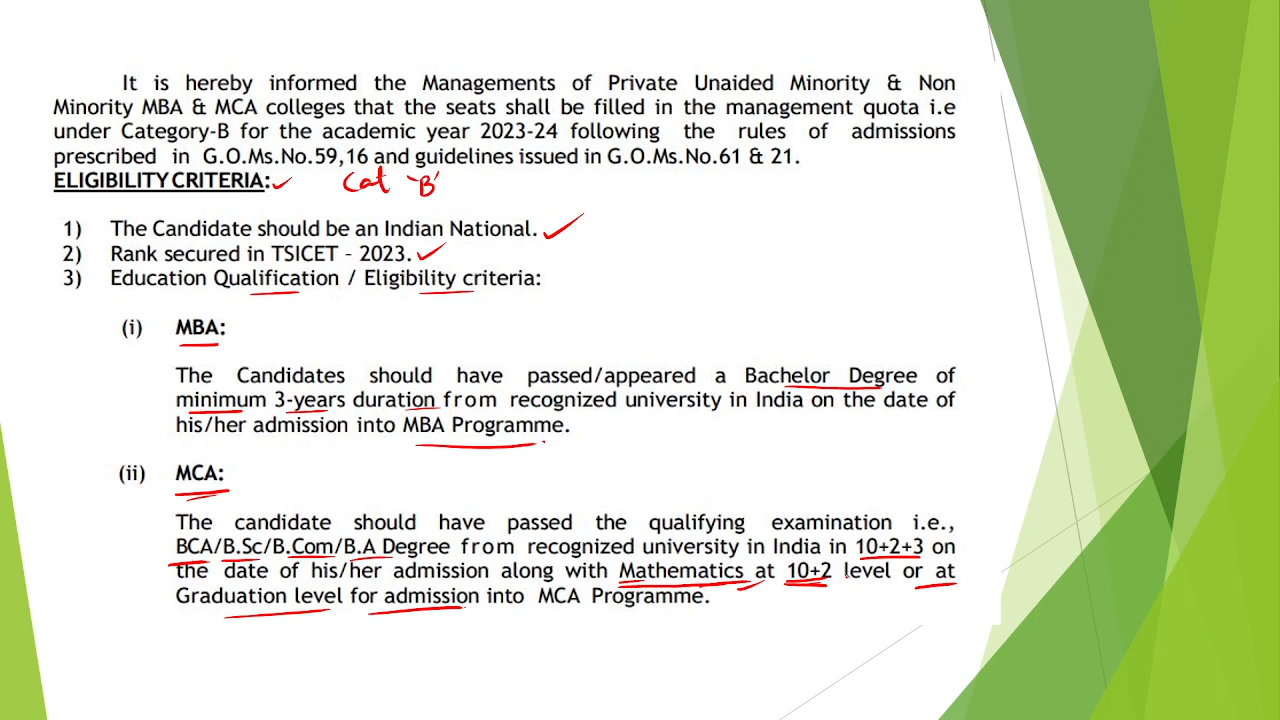 It is hereby informed the Managements of Private Unaided Minority & Non
Minority MBA & MCA colleges that the seats shall be filled in the management quota i.e
under Category-B for the academic year 2023-24 following the rules of admissions
prescribed in G.O.Ms.No.59,16 and guidelines issued in G.O.Ms.No.61 & 21.
ELIGIBILITY CRITERIA: Cat 'B'
1) The Candidate should be an Indian National.
2) Rank secured in TSICET - 2023.
3) Education Qualification / Eligibility criteria:
(i) MBA:
The Candidates should have passed/appeared a Bachelor Degree of
minimum 3-years duration from recognized university in India on the date of
his/her admission into MBA Programme.
(ii) MCA:
The candidate should have passed the qualifying examination i.e.,
BCA/B.Sc/B.Com/B.A Degree from recognized university in India in 10+2+3 on
the date of his/her admission along with Mathematics at 10+2 level or at
Graduation level for admission into MCA Programme.